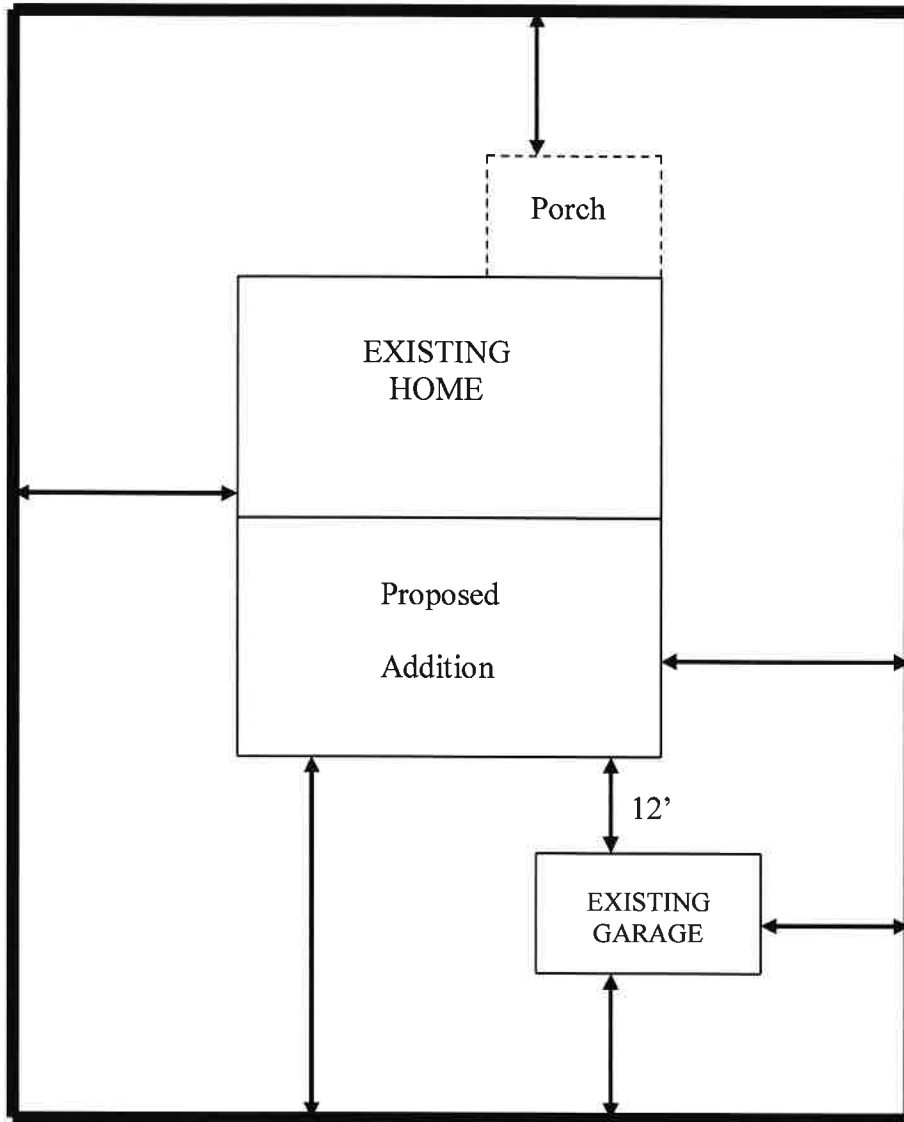 Porch
EXISTING
HOME
Proposed
Addition
12’
EXISTING
GARAGE